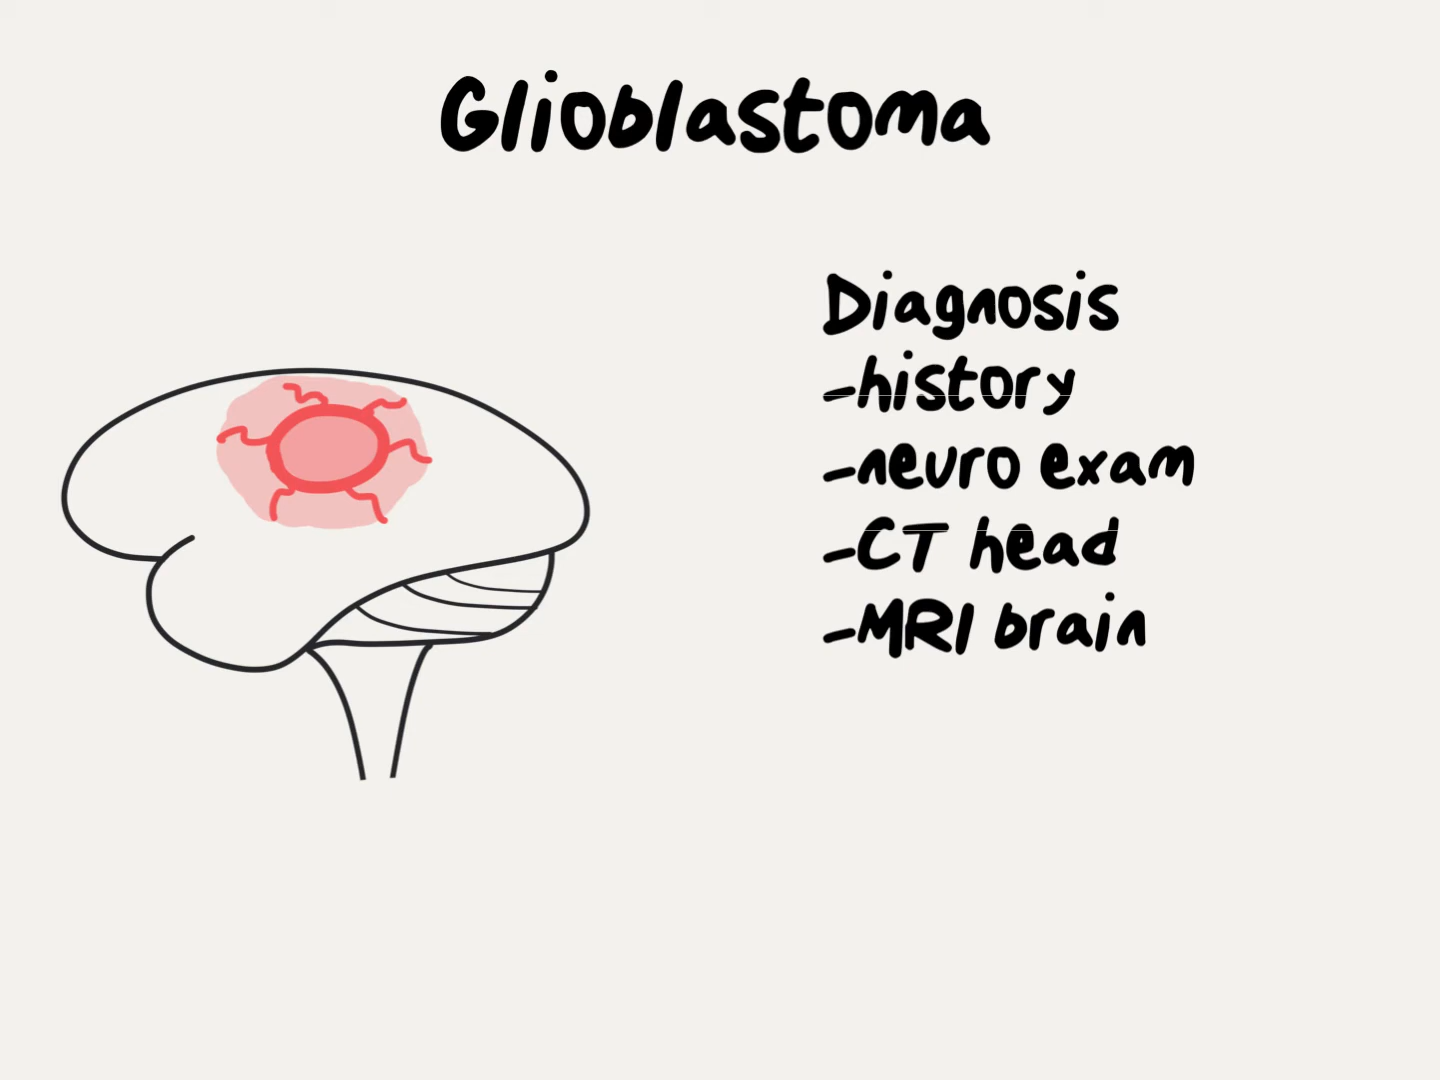 Glioblastoma
Diagnosis
-history
-neuro exam
-CT head
-MRI brain